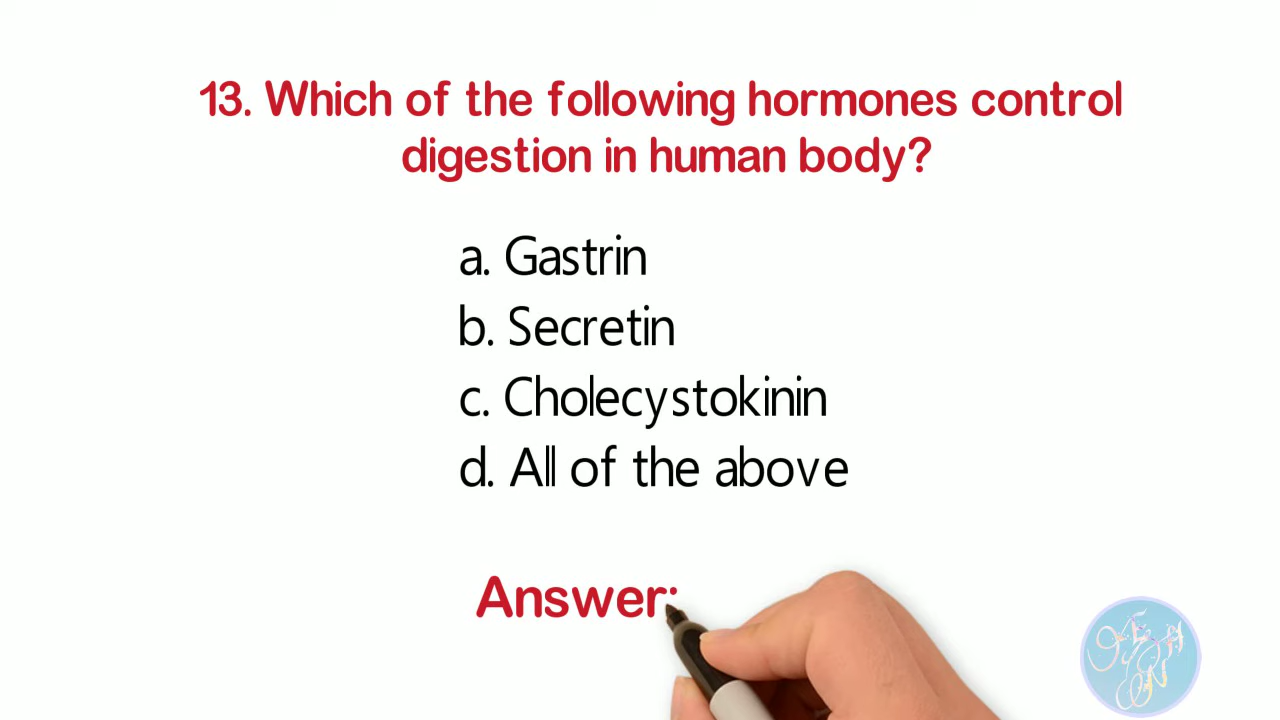 13. Which of the following hormones control
digestion in human body?
a. Gastrin
b. Secretin
c. Cholecystokinin
d. All of the above
Answer: